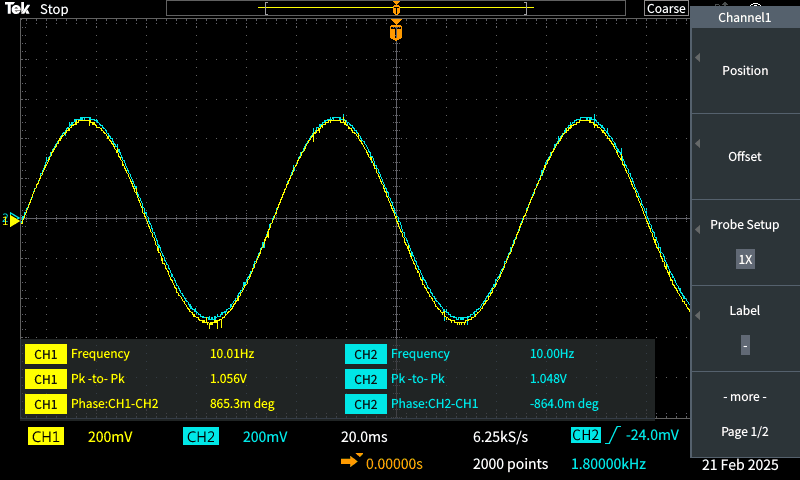 Tek Stop
T
Coarse
Channel1
T
Position
Offset
Probe Setup
1X
Label
-
- more -
Page 1/2
CH1 Frequency 10.01Hz CH2 Frequency 10.00Hz
CH1 Pk -to- Pk 1.056V CH2 Pk -to- Pk 1.048V
CH1 Phase:CH1-CH2 865.3m deg CH2 Phase:CH2-CH1 -864.0m deg
CH1 200mV CH2 200mV 20.0ms 6.25kS/s CH2 -24.0mV
0.00000s 2000 points 1.80000kHz 21 Feb 2025